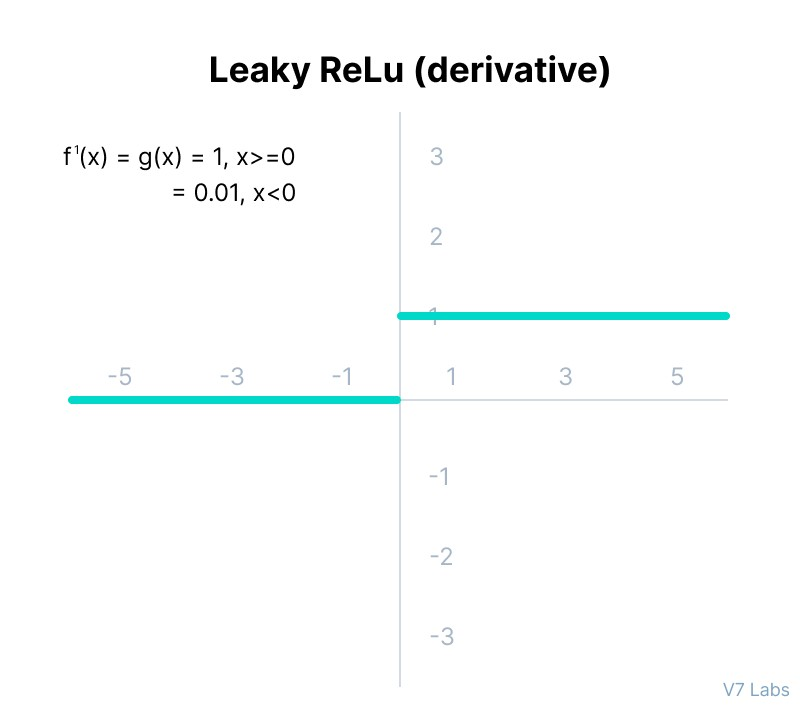 Leaky ReLu (derivative)
f¹(x) = g(x) = 1, x>=0
= 0.01, x<0
3
2
1
-5 -3 -1 1 3 5
-1
-2
-3
V7 Labs